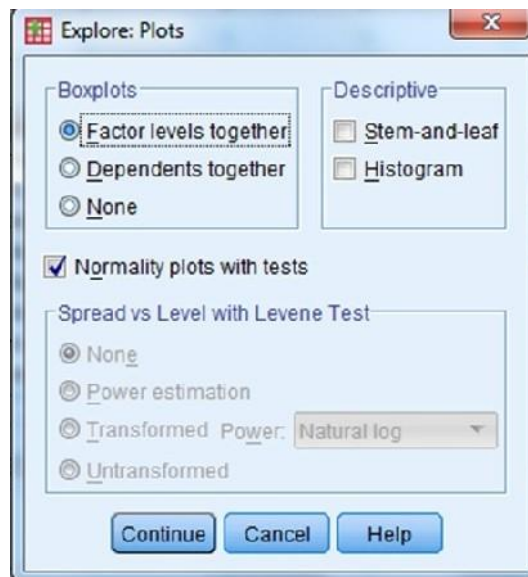 Explore: Plots
Boxplots
Factor levels together
Dependents together
None
Descriptive
Stem-and-leaf
Histogram
Normality plots with tests
Spread vs Level with Levene Test
None
Power estimation
Transformed Power: Natural log
Untransformed
Continue Cancel Help